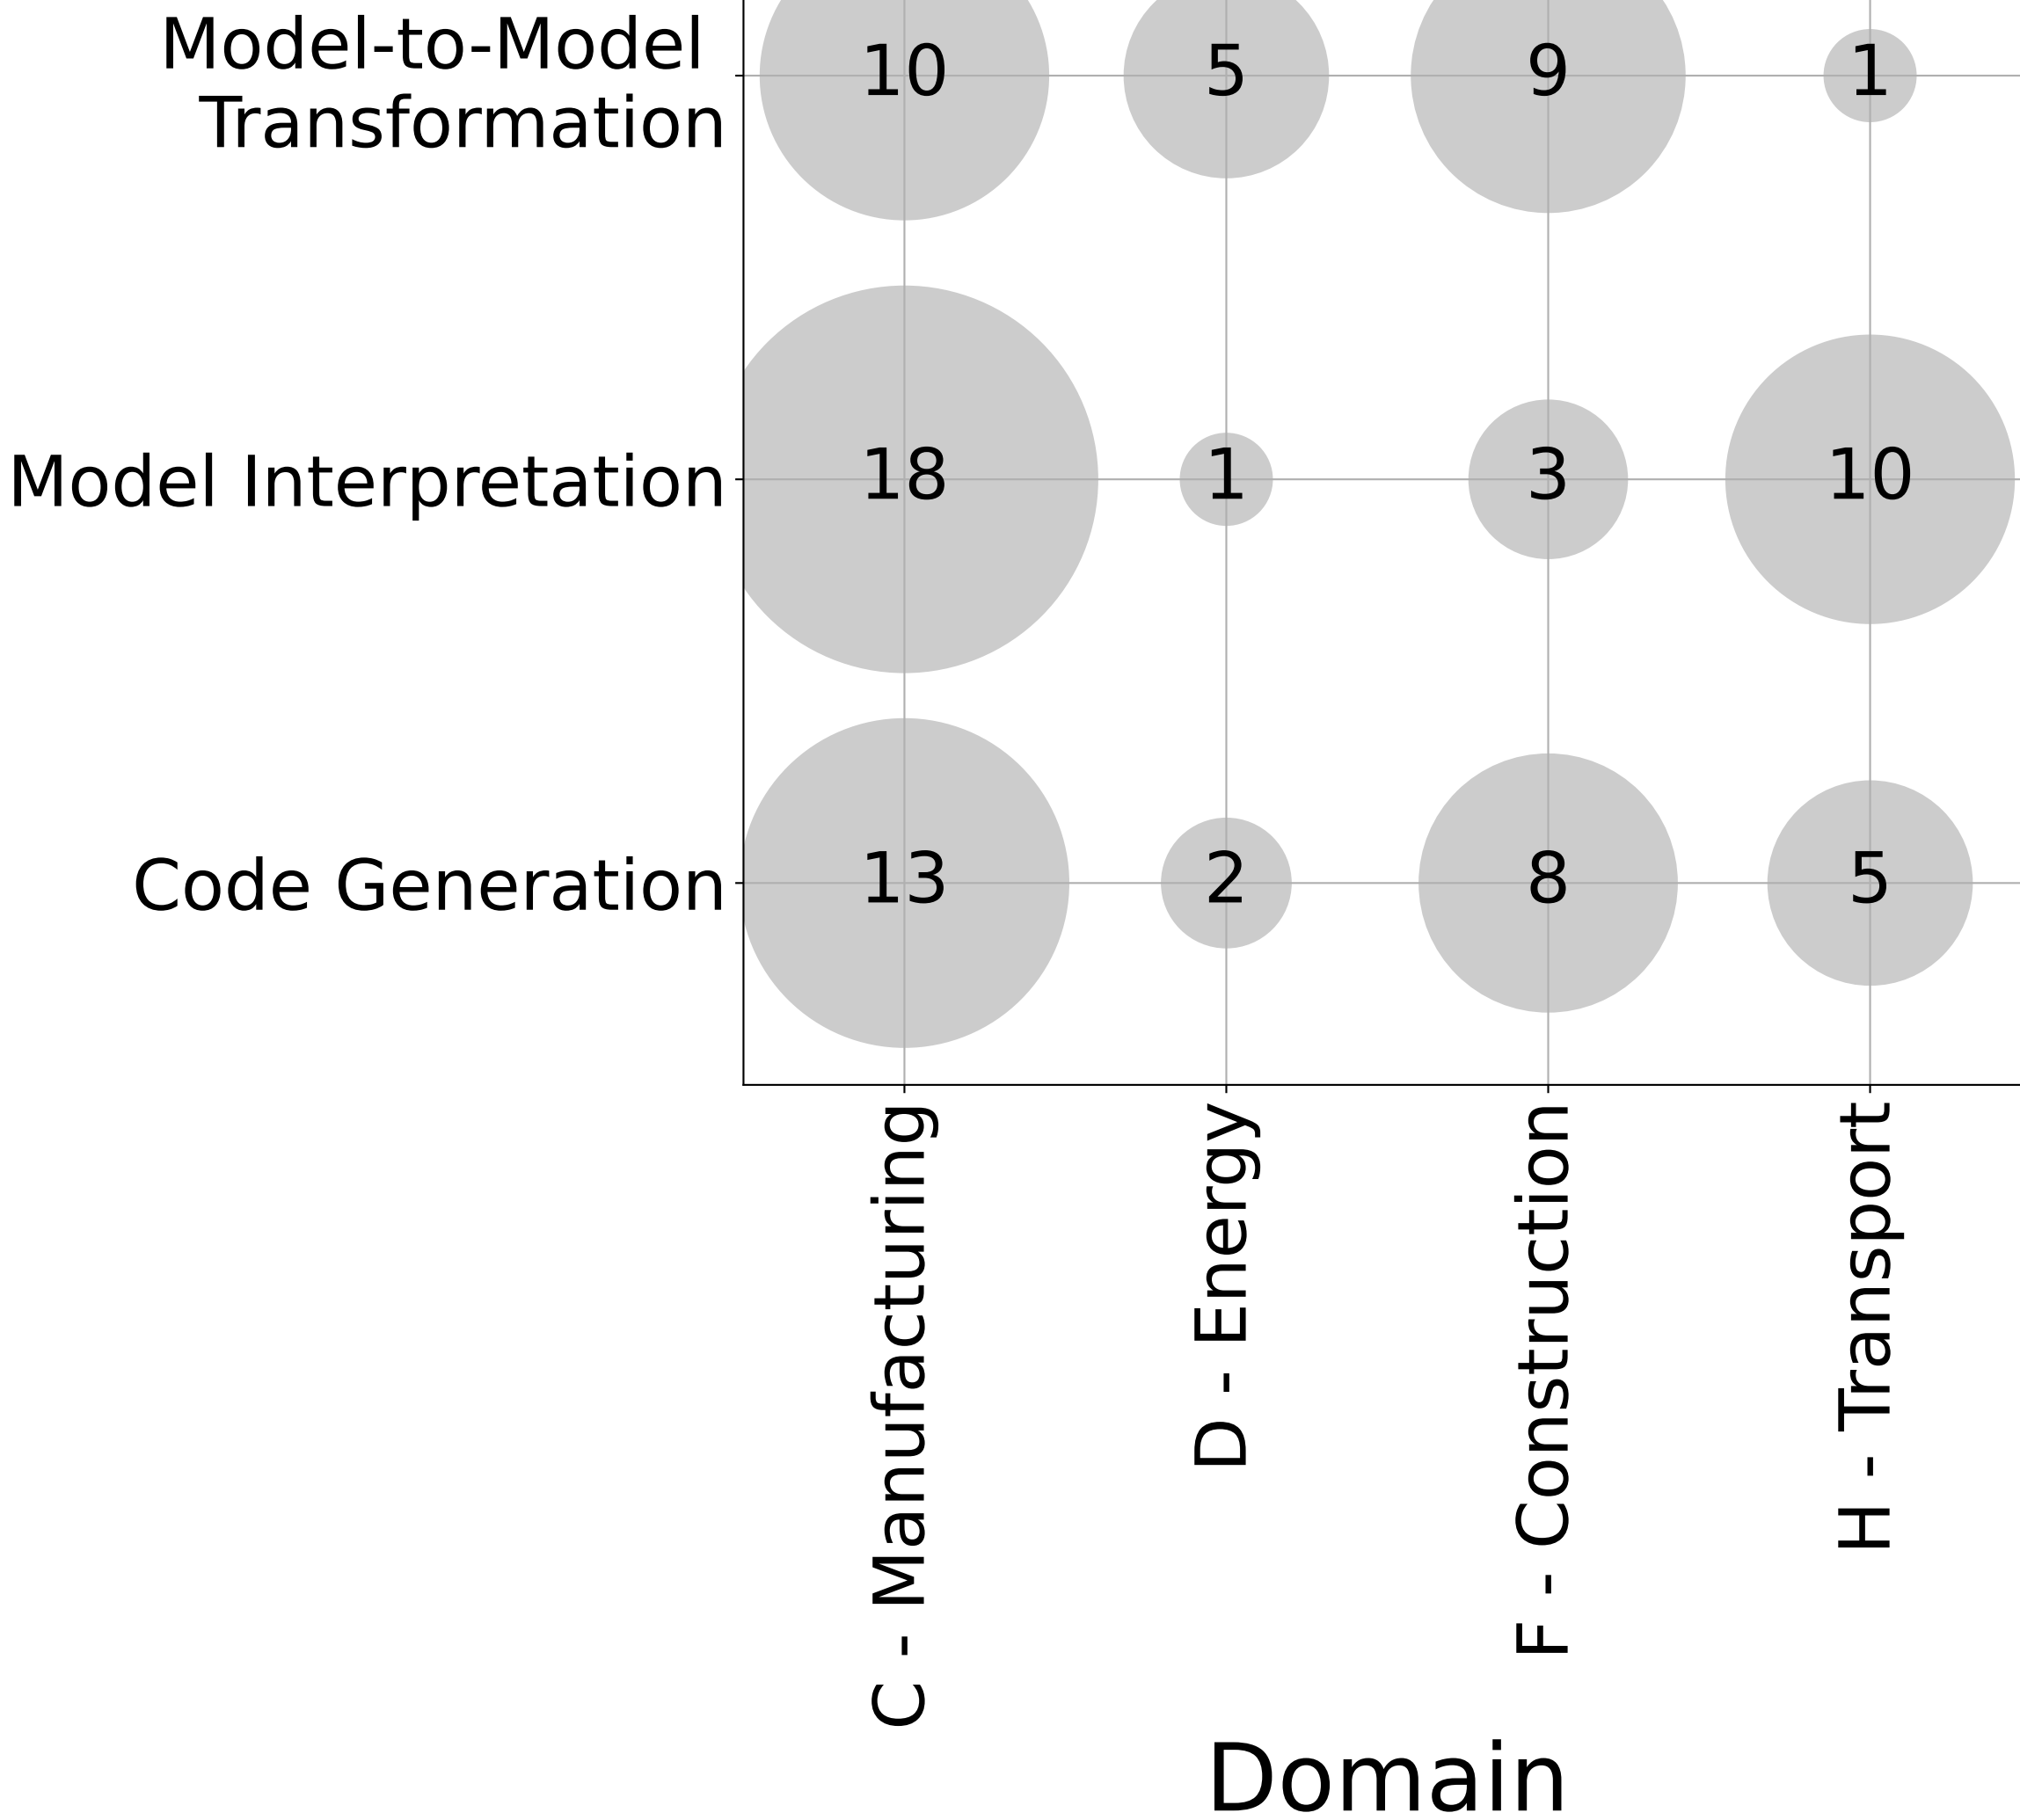 Model-to-Model
Transformation
10 5 9 1
Model Interpretation
18 1 3 10
Code Generation
13 2 8 5
C - Manufacturing
D - Energy
F - Construction
H - Transport
Domain